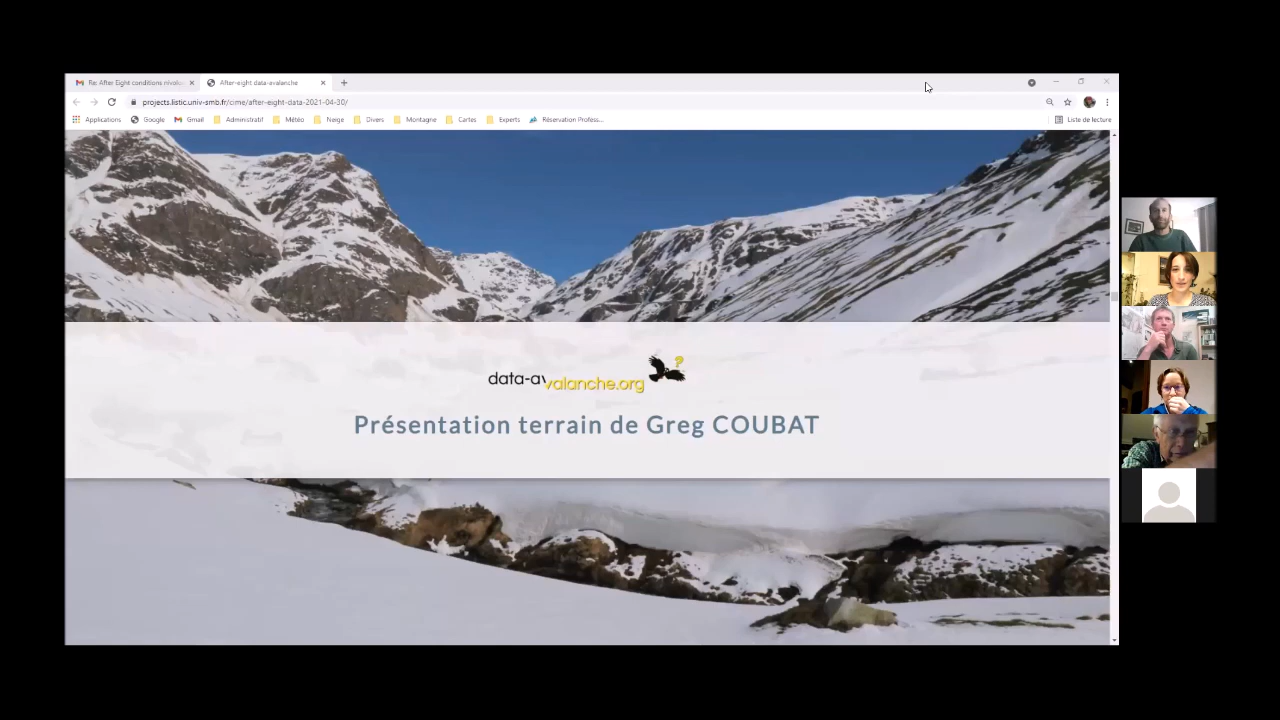 Re: After Eight conditions nivolo
After-eight data-avalanche
projects.listic.univ-smb.fr/cime/after-eight-data-2021-04-30/
Applications
Google
Gmail
Administratif
Météo
Neige
Divers
Montagne
Cartes
Experts
Réservation Profess...
Liste de lecture
data-avalanche.org
?
Présentation terrain de Greg COUBAT